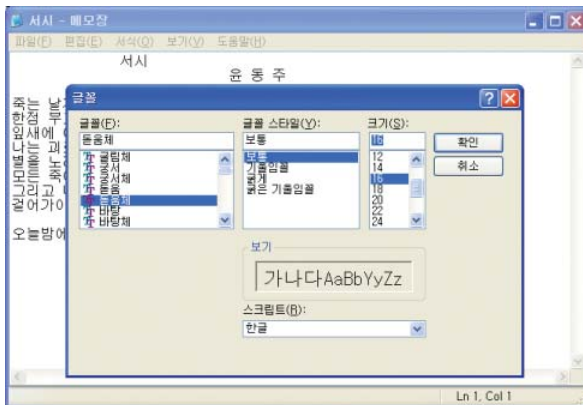 서시 - 메모장
파일(F) 편집(E) 서식(O) 보기(V) 도움말(H)
서시
윤 동 주
죽는
한점
잎새에
나는
별을
모든
그리고
걸어가야
오늘밤에
글꼴
글꼴(F): 글꼴 스타일(Y): 크기(S):
돋움체 보통 16
굴림체 보통 12
궁서 기울임꼴 14
궁서체 굵게 16
돋움 굵은 기울임꼴 18
돋움체 20
바탕 22
바탕체 24
확인
취소
보기
가나다AaBbYyZz
스크립트(R):
한글
Ln 1, Col 1